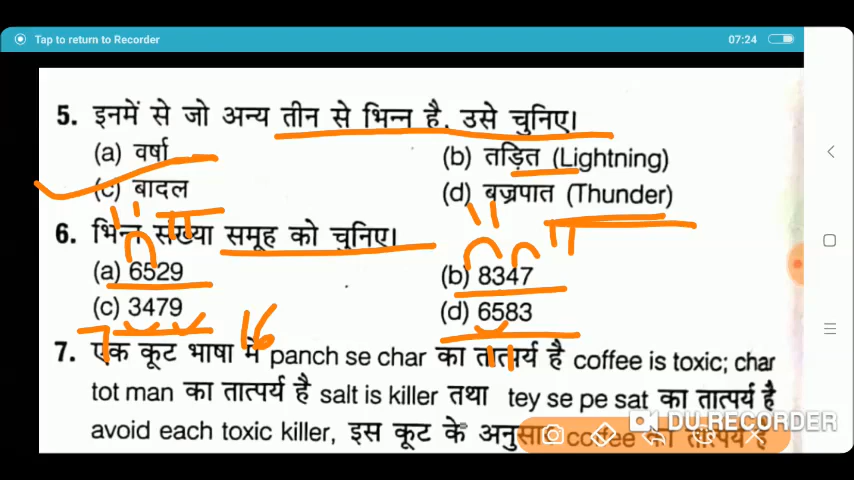 Tap to return to Recorder 07:24
5. इनमें से जो अन्य तीन से भिन्न है. उसे चुनिए।
(a) वर्षा (b) तड़ित (Lightning)
(c) बादल (d) बज्रपात (Thunder)
6. भिन्न संख्या समूह को चुनिए।
(a) 6529 (b) 8347
(c) 3479 (d) 6583
7 16
7. एक कूट भाषा में panch se char का तात्पर्य है coffee is toxic; char
tot man का तात्पर्य है salt is killer तथा tey se pe sat का तात्पर्य है
DU RECORDER
avoid each toxic killer, इस कूट के अनुसार coffee का तात्पर्य है